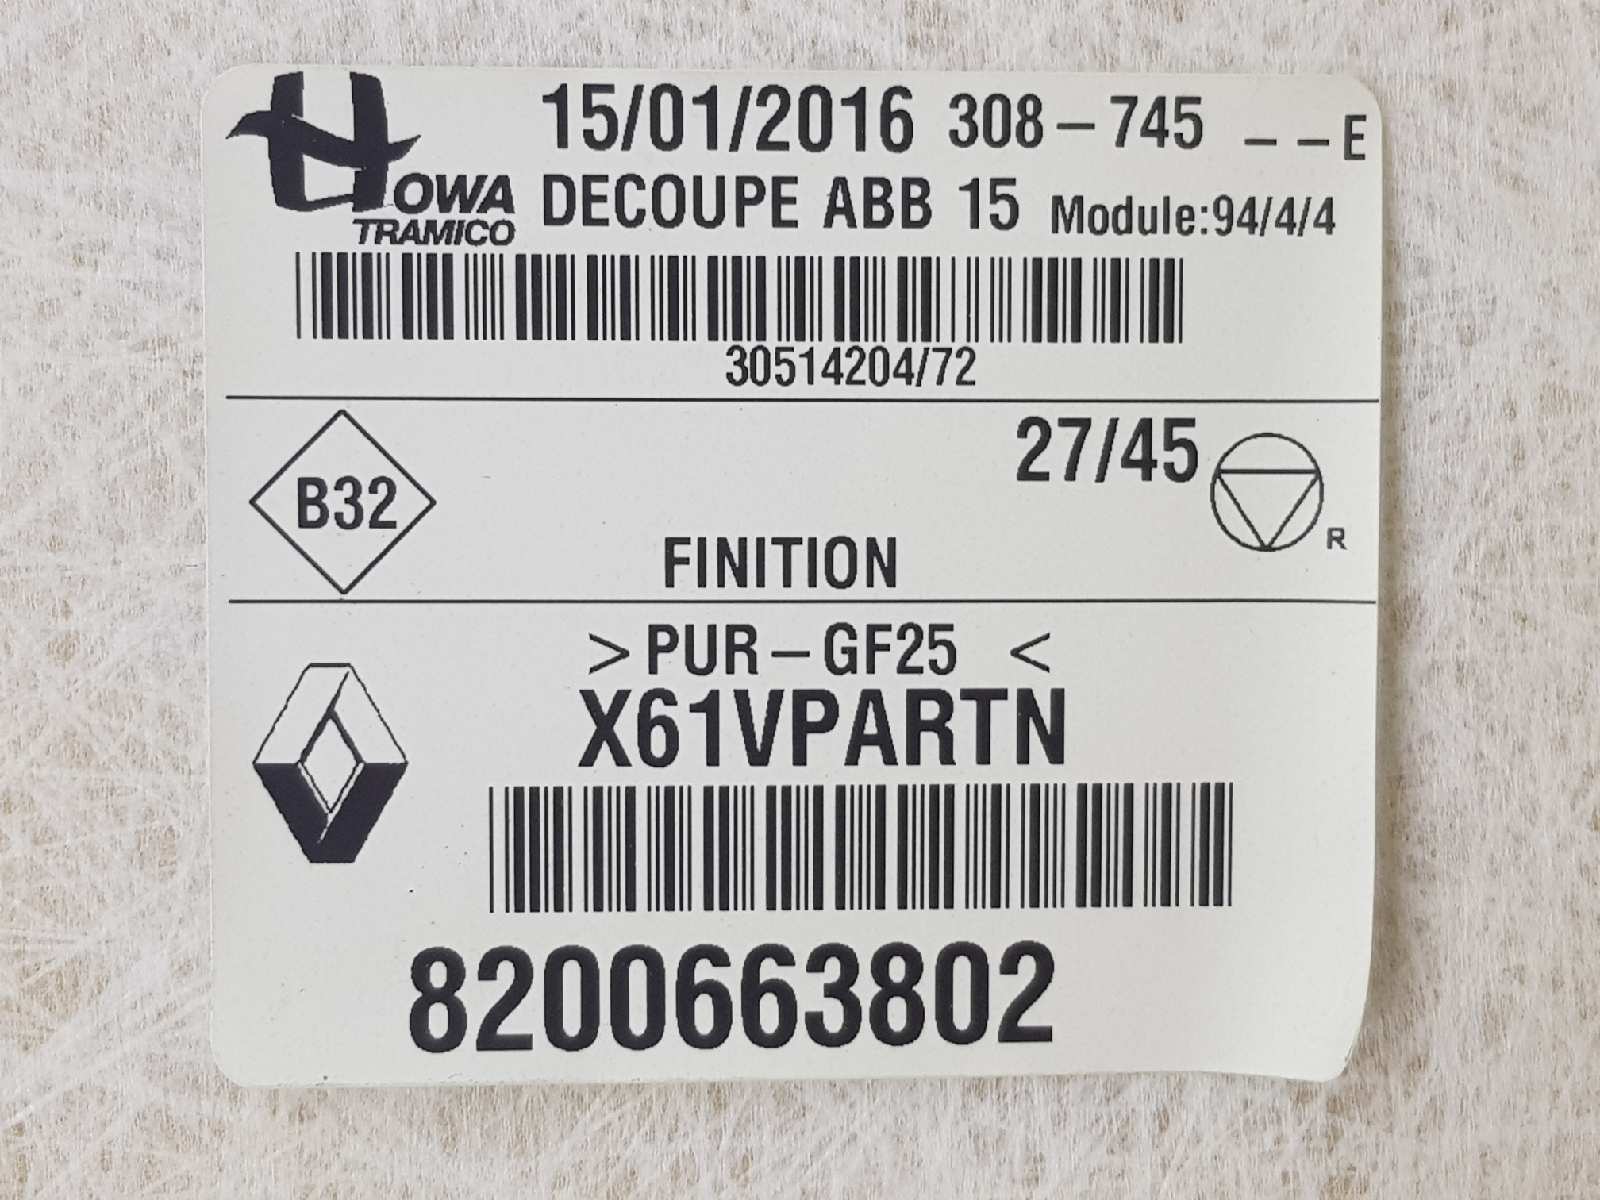 15/01/2016 308-745 --E
HOWA
TRAMICO
DECOUPE ABB 15 Module:94/4/4
30514204/72
27/45
B32
R
FINITION
>PUR-GF25 <
X61VPARTN
8200663802